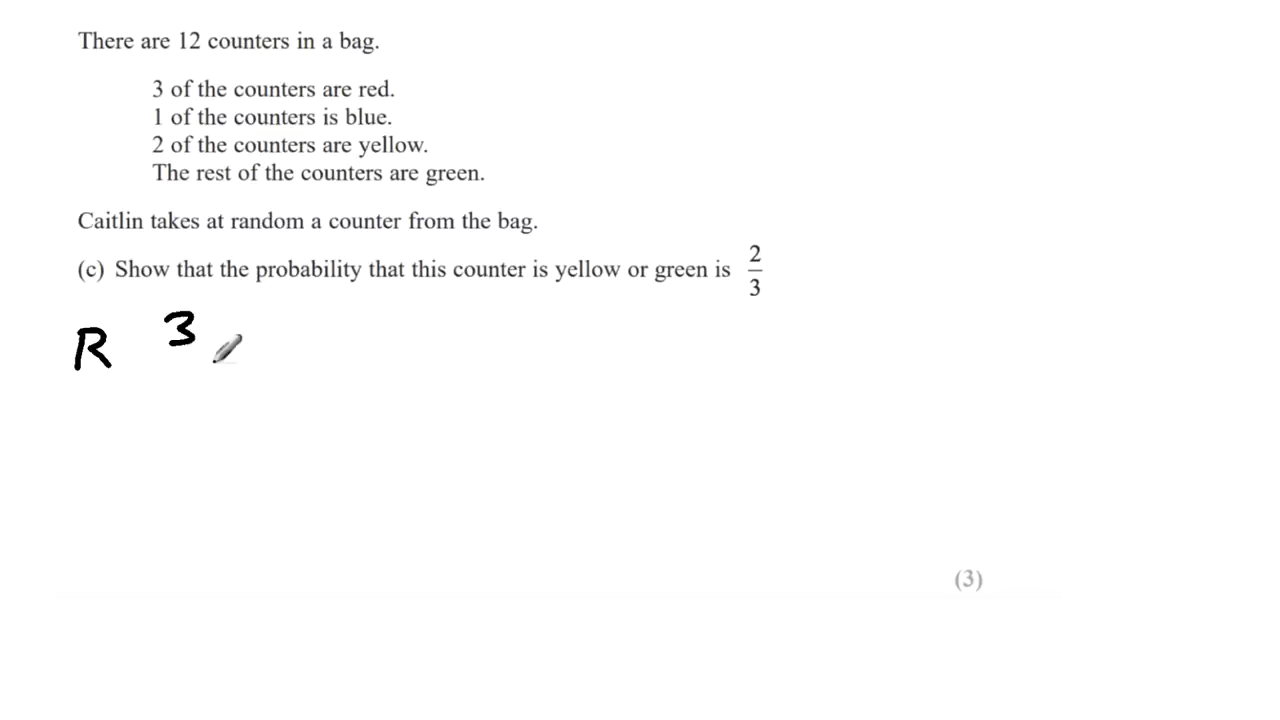 There are 12 counters in a bag.
3 of the counters are red.
1 of the counters is blue.
2 of the counters are yellow.
The rest of the counters are green.
Caitlin takes at random a counter from the bag.
(c) Show that the probability that this counter is yellow or green is 2/3
R 3
(3)